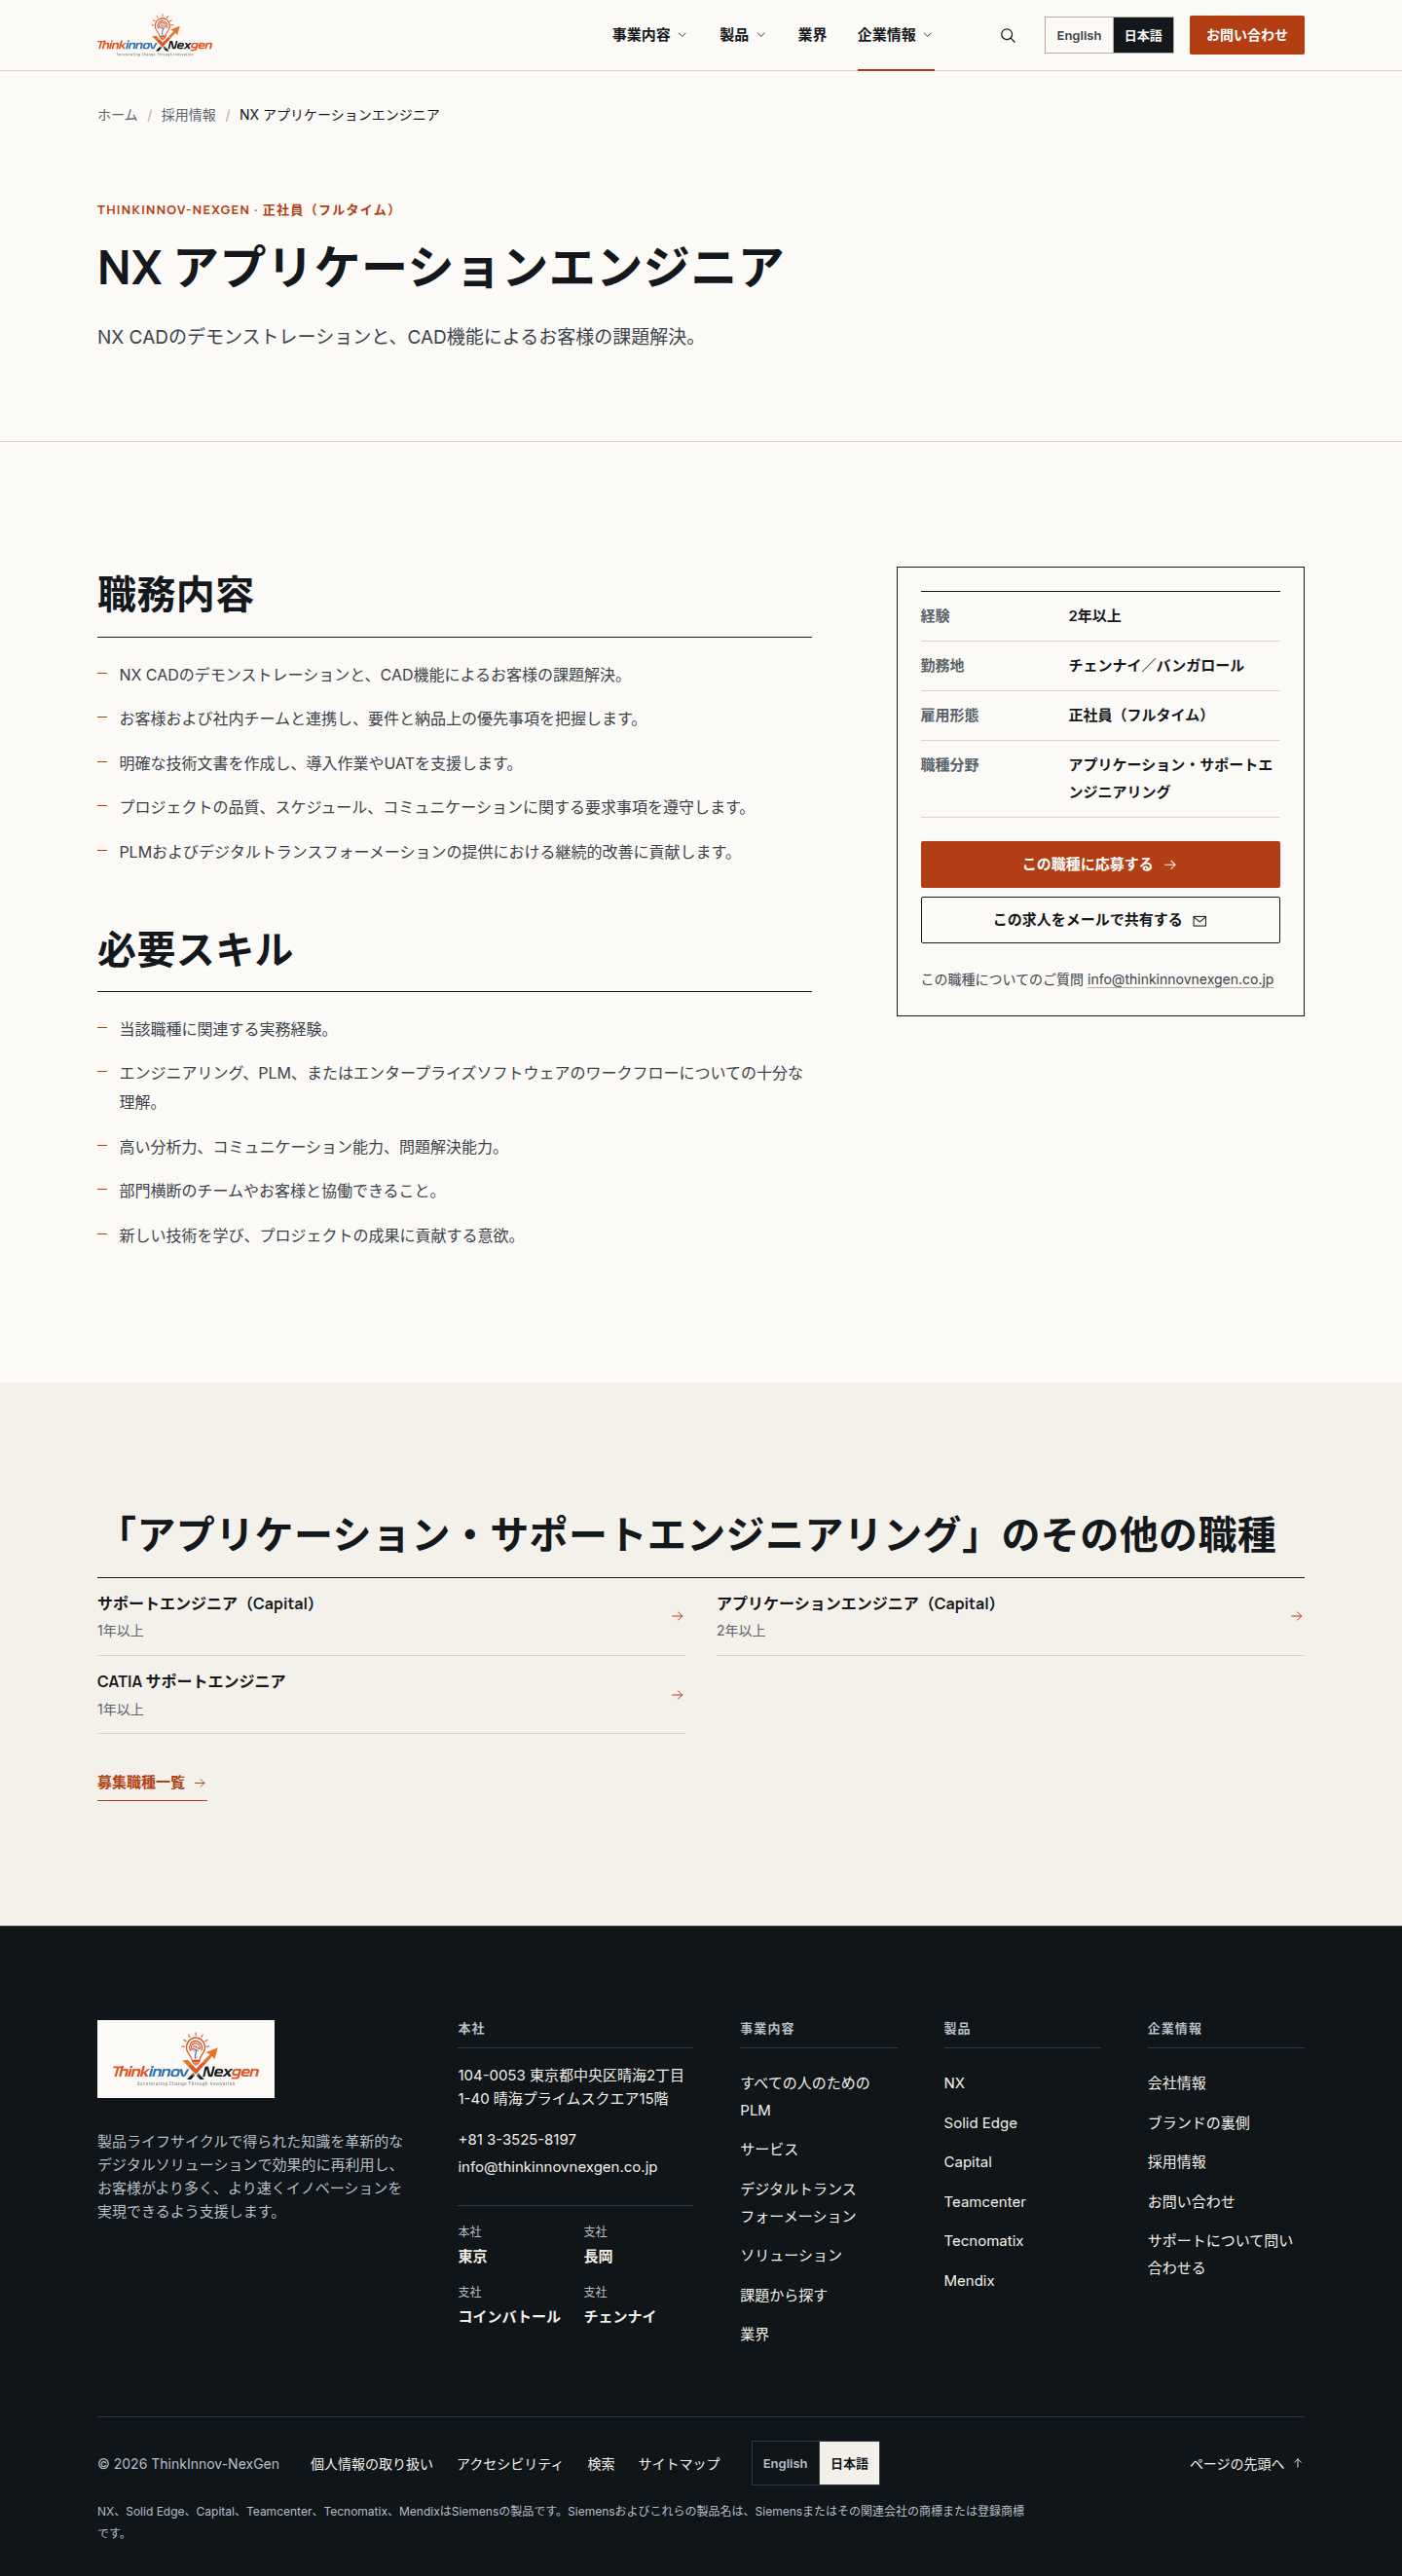 ThinkinnovXNexgen
事業内容
製品
業界
企業情報
English
日本語
お問い合わせ
ホーム / 採用情報 / NX アプリケーションエンジニア
THINKINNOV-NEXGEN · 正社員（フルタイム）
NX アプリケーションエンジニア
NX CADのデモンストレーションと、CAD機能によるお客様の課題解決。
職務内容
NX CADのデモンストレーションと、CAD機能によるお客様の課題解決。
お客様および社内チームと連携し、要件と納品上の優先事項を把握します。
明確な技術文書を作成し、導入作業やUATを支援します。
プロジェクトの品質、スケジュール、コミュニケーションに関する要求事項を遵守します。
PLMおよびデジタルトランスフォーメーションの提供における継続的改善に貢献します。
必要スキル
当該職種に関連する実務経験。
エンジニアリング、PLM、またはエンタープライズソフトウェアのワークフローについての十分な
理解。
高い分析力、コミュニケーション能力、問題解決能力。
部門横断のチームやお客様と協働できること。
新しい技術を学び、プロジェクトの成果に貢献する意欲。
経験 2年以上
勤務地 チェンナイ／バンガロール
雇用形態 正社員（フルタイム）
職種分野 アプリケーション・サポートエ
ンジニアリング
この職種に応募する →
この求人をメールで共有する
この職種についてのご質問 info@thinkinnovnexgen.co.jp
「アプリケーション・サポートエンジニアリング」のその他の職種
サポートエンジニア（Capital）
1年以上
アプリケーションエンジニア（Capital）
2年以上
CATIA サポートエンジニア
1年以上
募集職種一覧 →
ThinkinnovXNexgen
Accelerating Change Through Innovation
製品ライフサイクルで得られた知識を革新的な
デジタルソリューションで効果的に再利用し、
お客様がより多く、より速くイノベーションを
実現できるよう支援します。
本社
104-0053 東京都中央区晴海2丁目
1-40 晴海プライムスクエア15階
+81 3-3525-8197
info@thinkinnovnexgen.co.jp
本社
東京
支社
長岡
支社
コインバトール
支社
チェンナイ
事業内容
すべての人のための
PLM
サービス
デジタルトランス
フォーメーション
ソリューション
課題から探す
業界
製品
NX
Solid Edge
Capital
Teamcenter
Tecnomatix
Mendix
企業情報
会社情報
ブランドの裏側
採用情報
お問い合わせ
サポートについて問い
合わせる
© 2026 ThinkInnov-NexGen
個人情報の取り扱い
アクセシビリティ
検索
サイトマップ
English
日本語
ページの先頭へ ↑
NX、Solid Edge、Capital、Teamcenter、Tecnomatix、MendixはSiemensの製品です。Siemensおよびこれらの製品名は、Siemensまたはその関連会社の商標または登録商標
です。